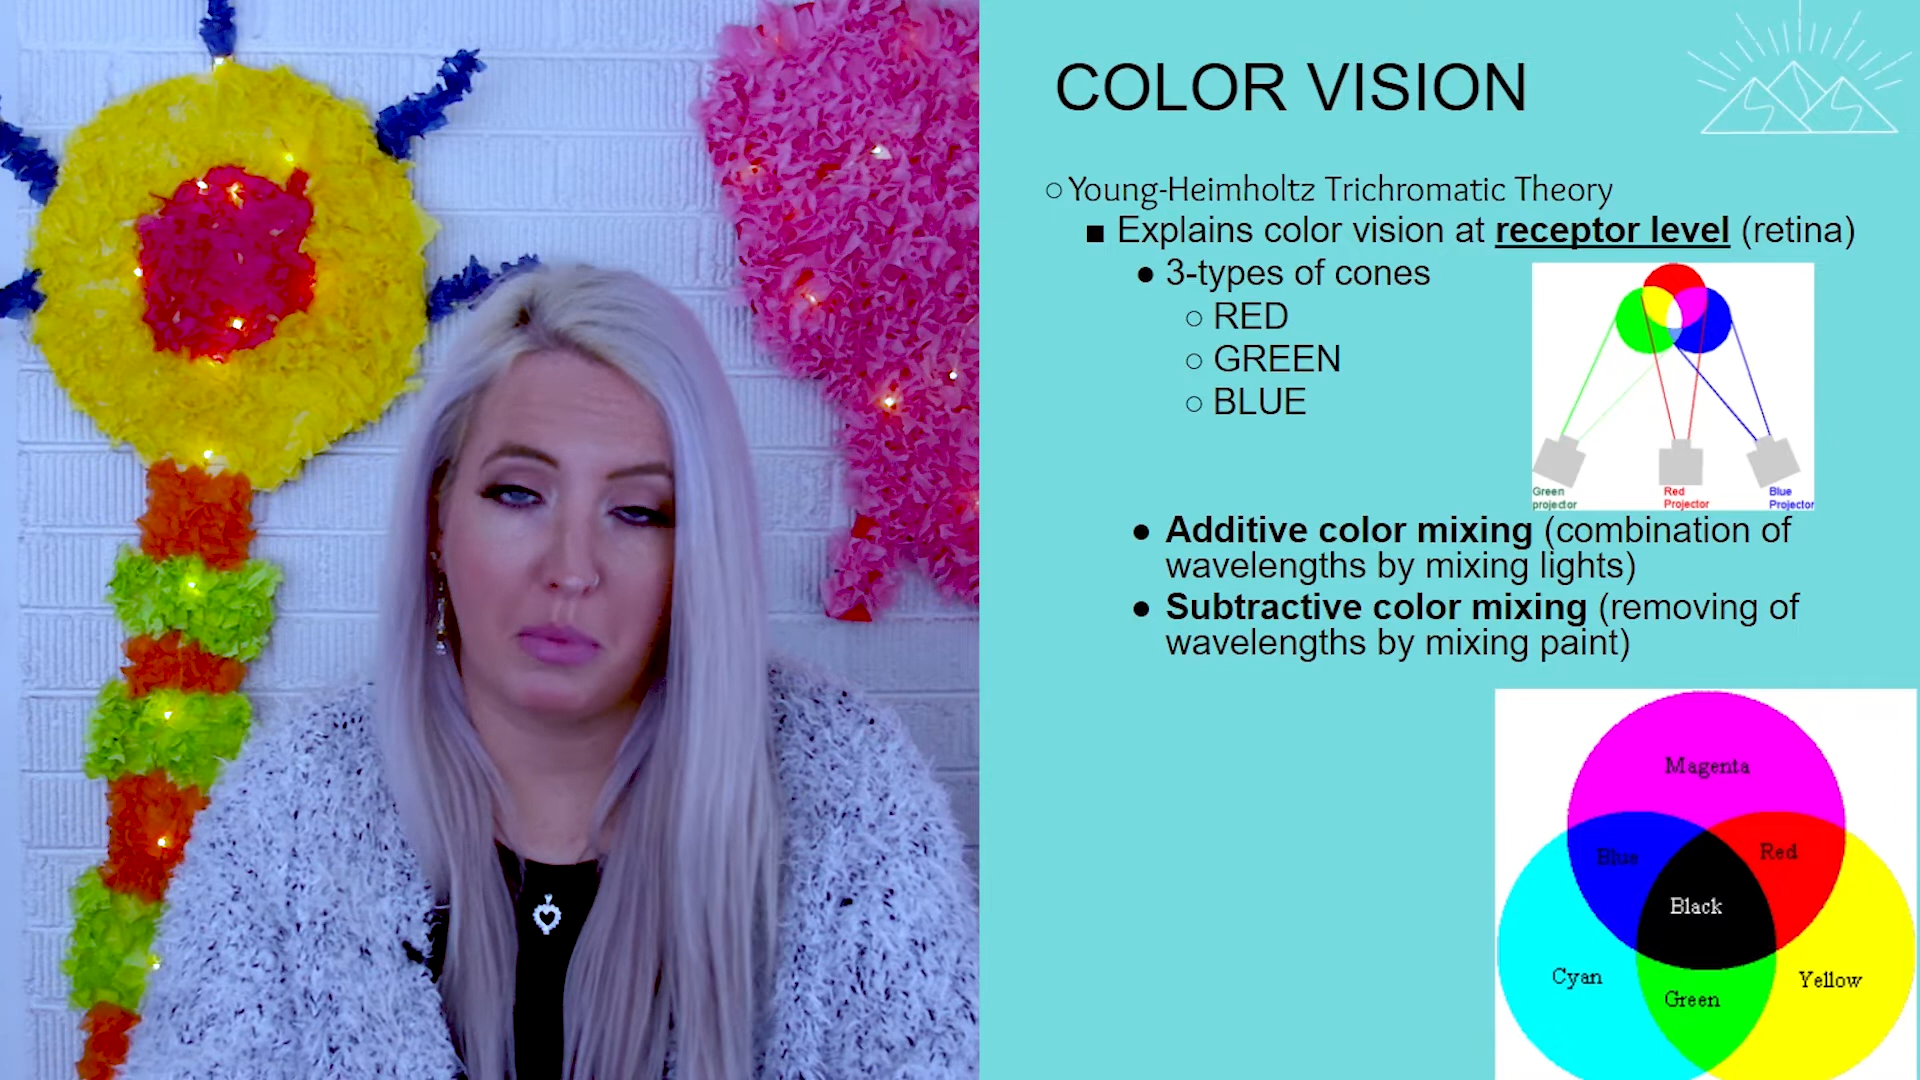 COLOR VISION
○ Young-Heimholtz Trichromatic Theory
■ Explains color vision at receptor level (retina)
● 3-types of cones
○ RED
○ GREEN
○ BLUE
Green projector
Red Projector
Blue Projector
● Additive color mixing (combination of
wavelengths by mixing lights)
● Subtractive color mixing (removing of
wavelengths by mixing paint)
Magenta
Blue
Red
Black
Cyan
Yellow
Green